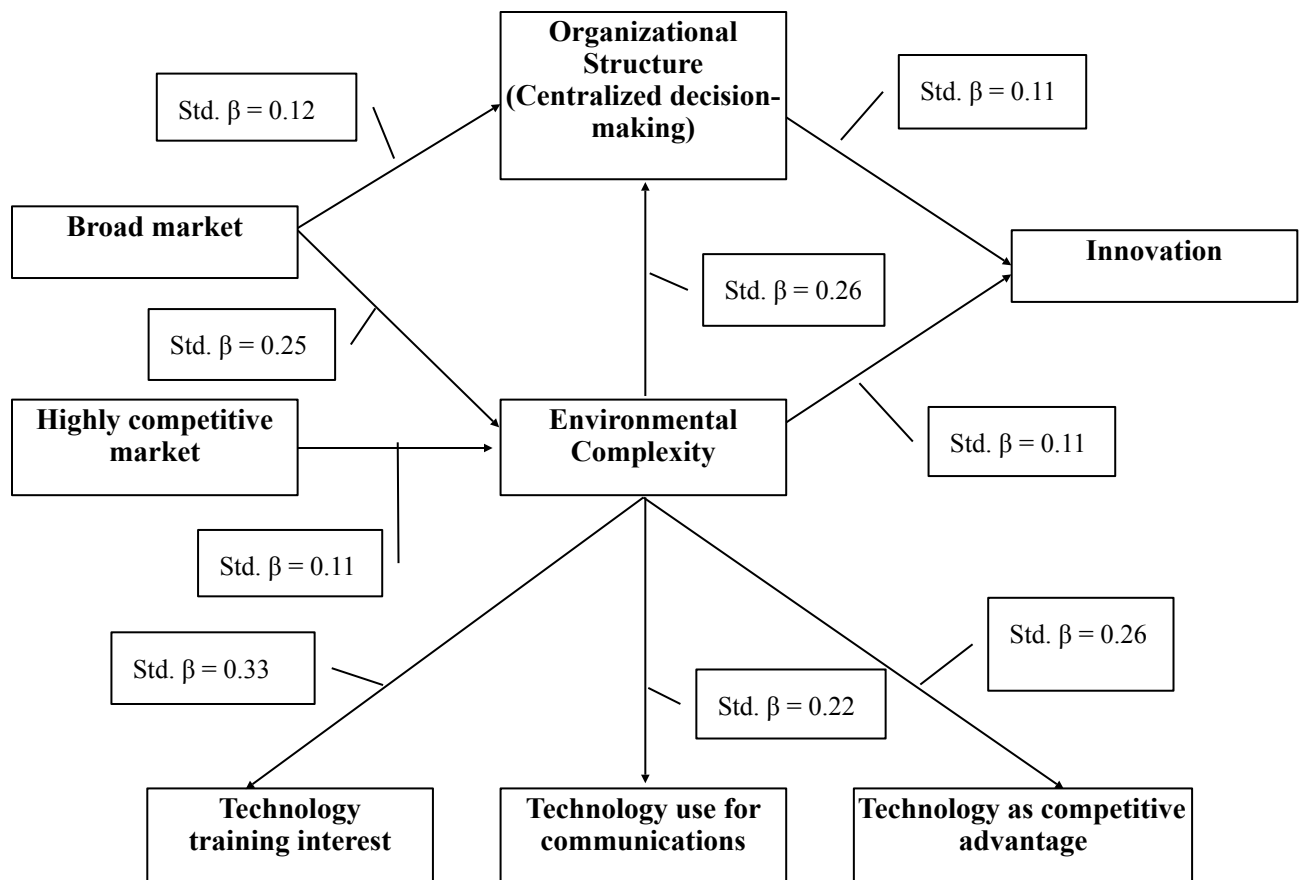 Organizational
Structure
(Centralized decision-
making)
Std. β = 0.12
Std. β = 0.11
Broad market
Innovation
Std. β = 0.26
Std. β = 0.25
Highly competitive
market
Environmental
Complexity
Std. β = 0.11
Std. β = 0.11
Std. β = 0.33
Std. β = 0.26
Std. β = 0.22
Technology
training interest
Technology use for
communications
Technology as competitive
advantage